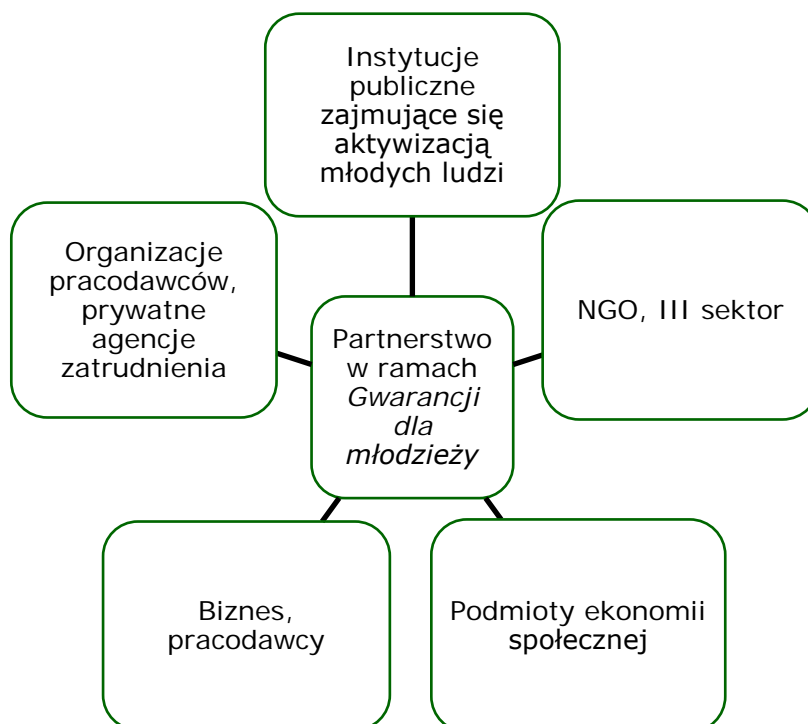 Instytucje
publiczne
zajmujące się
aktywizacją
młodych ludzi
Organizacje
pracodawców,
prywatne
agencje
zatrudnienia
NGO, III sektor
Partnerstwo
w ramach
Gwarancji
dla
młodzieży
Biznes,
pracodawcy
Podmioty ekonomii
społecznej